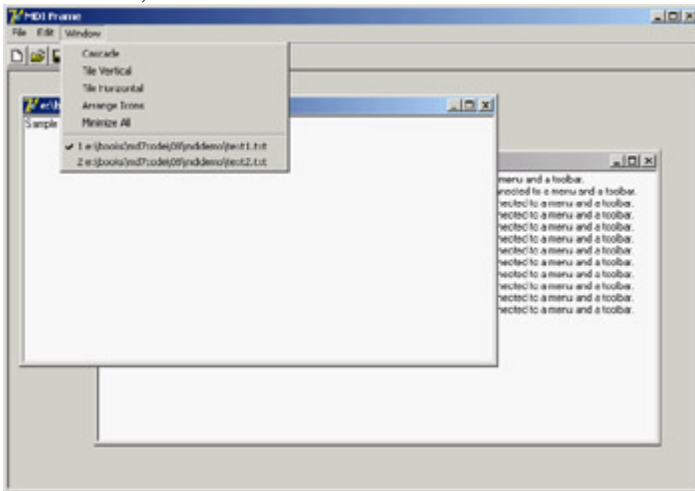 MDI Frame
File Edit Window
Cascade
Tile Vertical
Tile Horizontal
Arrange Icons
Minimize All
1 e:\books\md7code\08\mdidemo\test1.txt
2 e:\books\md7code\08\mdidemo\test2.txt
e:\b
Sample
menu and a toolbar.
nnected to a menu and a toolbar.
nected to a menu and a toolbar.
nected to a menu and a toolbar.
nected to a menu and a toolbar.
nected to a menu and a toolbar.
nected to a menu and a toolbar.
nected to a menu and a toolbar.
nected to a menu and a toolbar.
nected to a menu and a toolbar.
nected to a menu and a toolbar.
nected to a menu and a toolbar.